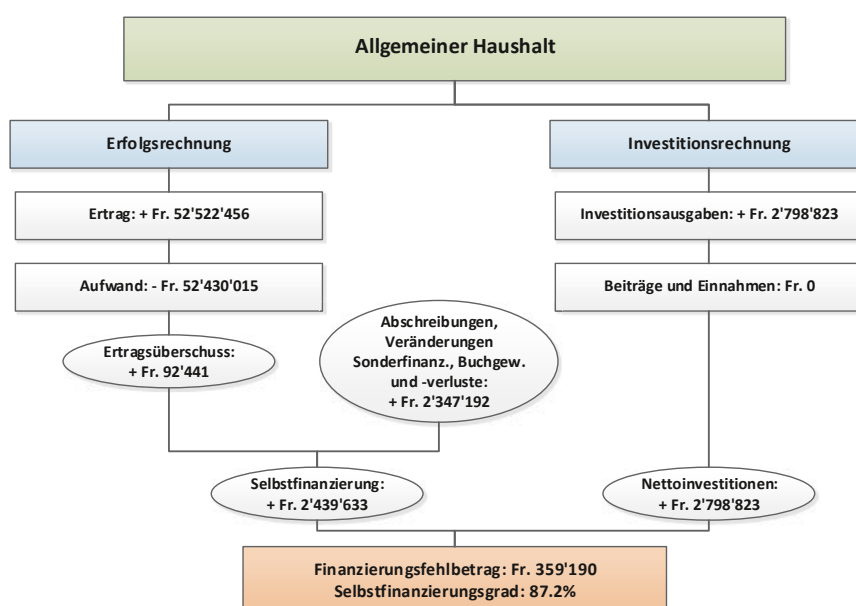 Allgemeiner Haushalt
Erfolgsrechnung
Investitionsrechnung
Ertrag: + Fr. 52'522'456
Investitionsausgaben: + Fr. 2'798'823
Aufwand: - Fr. 52'430'015
Beiträge und Einnahmen: Fr. 0
Ertragsüberschuss:
+ Fr. 92'441
Abschreibungen,
Veränderungen
Sonderfinanz., Buchgew.
und -verluste:
+ Fr. 2'347'192
Selbstfinanzierung:
+ Fr. 2'439'633
Nettoinvestitionen:
+ Fr. 2'798'823
Finanzierungsfehlbetrag: Fr. 359'190
Selbstfinanzierungsgrad: 87.2%